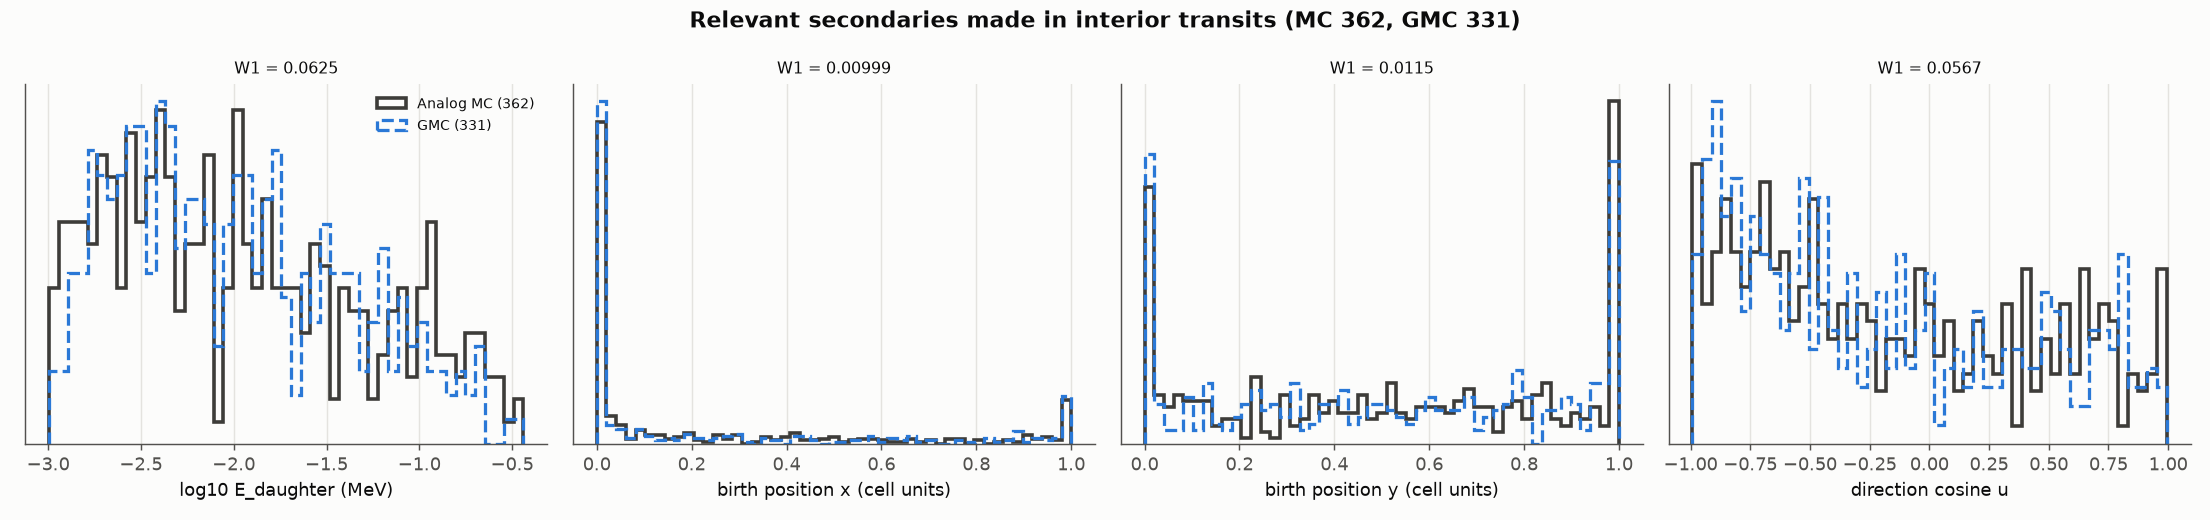 Relevant secondaries made in interior transits (MC 362, GMC 331)
W1 = 0.0625
Analog MC (362)
GMC (331)
−3.0 −2.5 −2.0 −1.5 −1.0 −0.5
log10 E_daughter (MeV)
W1 = 0.00999
0.0 0.2 0.4 0.6 0.8 1.0
birth position x (cell units)
W1 = 0.0115
0.0 0.2 0.4 0.6 0.8 1.0
birth position y (cell units)
W1 = 0.0567
−1.00 −0.75 −0.50 −0.25 0.00 0.25 0.50 0.75 1.00
direction cosine u